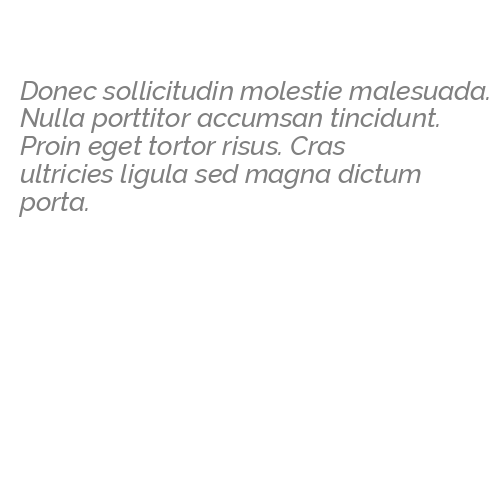 Donec sollicitudin molestie malesuada.
Nulla porttitor accumsan tincidunt.
Proin eget tortor risus. Cras
ultricies ligula sed magna dictum
porta.